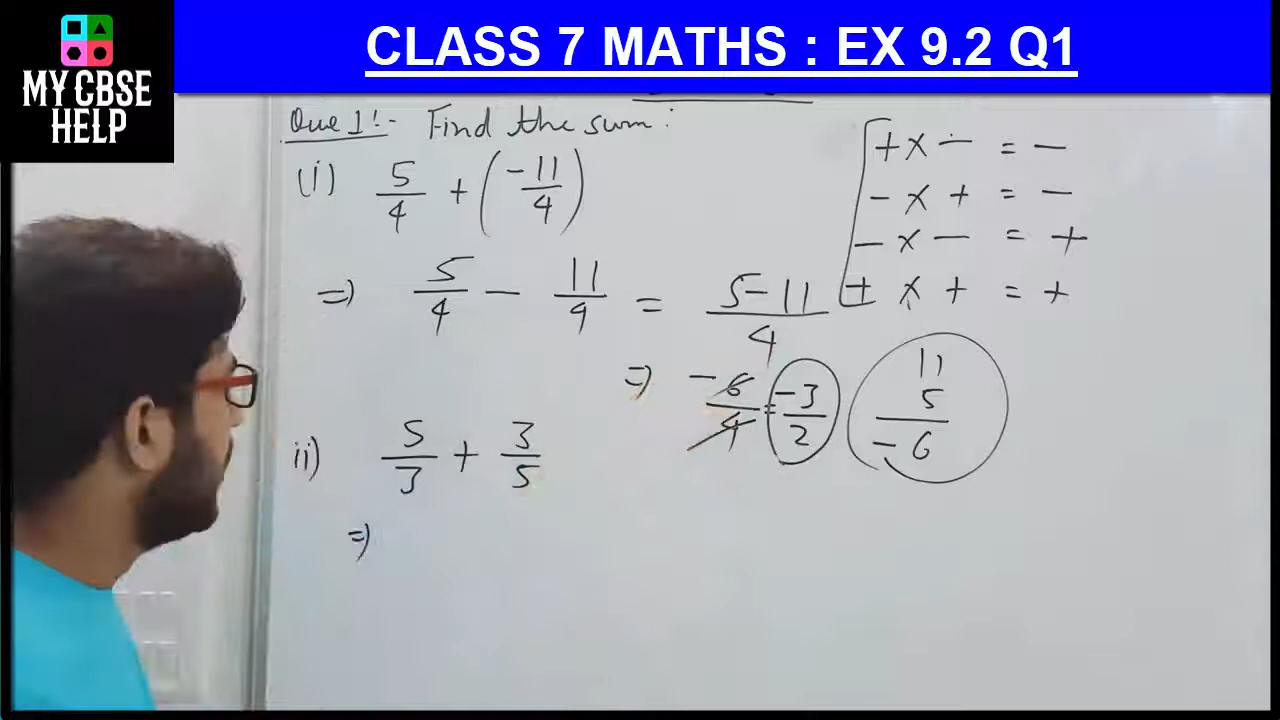 MY CBSE
HELP
CLASS 7 MATHS : EX 9.2 Q1
Que 1:- Find the sum:
(i) 5/4 + (-11/4)
=) 5/4 - 11/4 = 5-11/4
=) -6/4 = -3/2
11
5
-6
+ x - = -
- x + = -
- x - = +
+ x + = +
ii) 5/3 + 3/5
=)